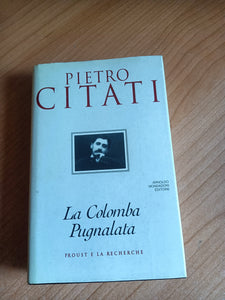 PIETRO
CITATI
ARNOLDO
MONDADORI
EDITORE
La Colomba
Pugnalata
PROUST E LA RECHERCHE